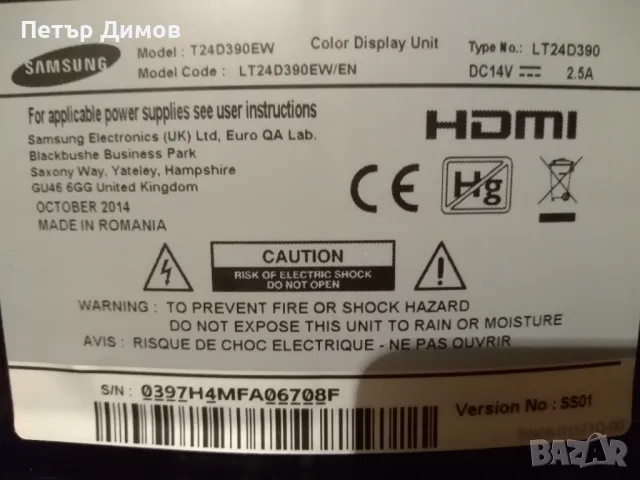 Петър Димов
SAMSUNG
Model : T24D390EW
Color Display Unit
Type No.: LT24D390
Model Code : LT24D390EW/EN
DC14V 2.5A
For applicable power supplies see user instructions
Samsung Electronics (UK) Ltd, Euro QA Lab.
Blackbushe Business Park
Saxony Way, Yateley, Hampshire
GU46 6GG United Kingdom
OCTOBER 2014
MADE IN ROMANIA
HDMI
CE
Hg
CAUTION
RISK OF ELECTRIC SHOCK
DO NOT OPEN
WARNING : TO PREVENT FIRE OR SHOCK HAZARD
DO NOT EXPOSE THIS UNIT TO RAIN OR MOISTURE
AVIS : RISQUE DE CHOC ELECTRIQUE - NE PAS OUVRIR
S/N : 0397H4MFA06708F
Version No : SS01
BAZAR